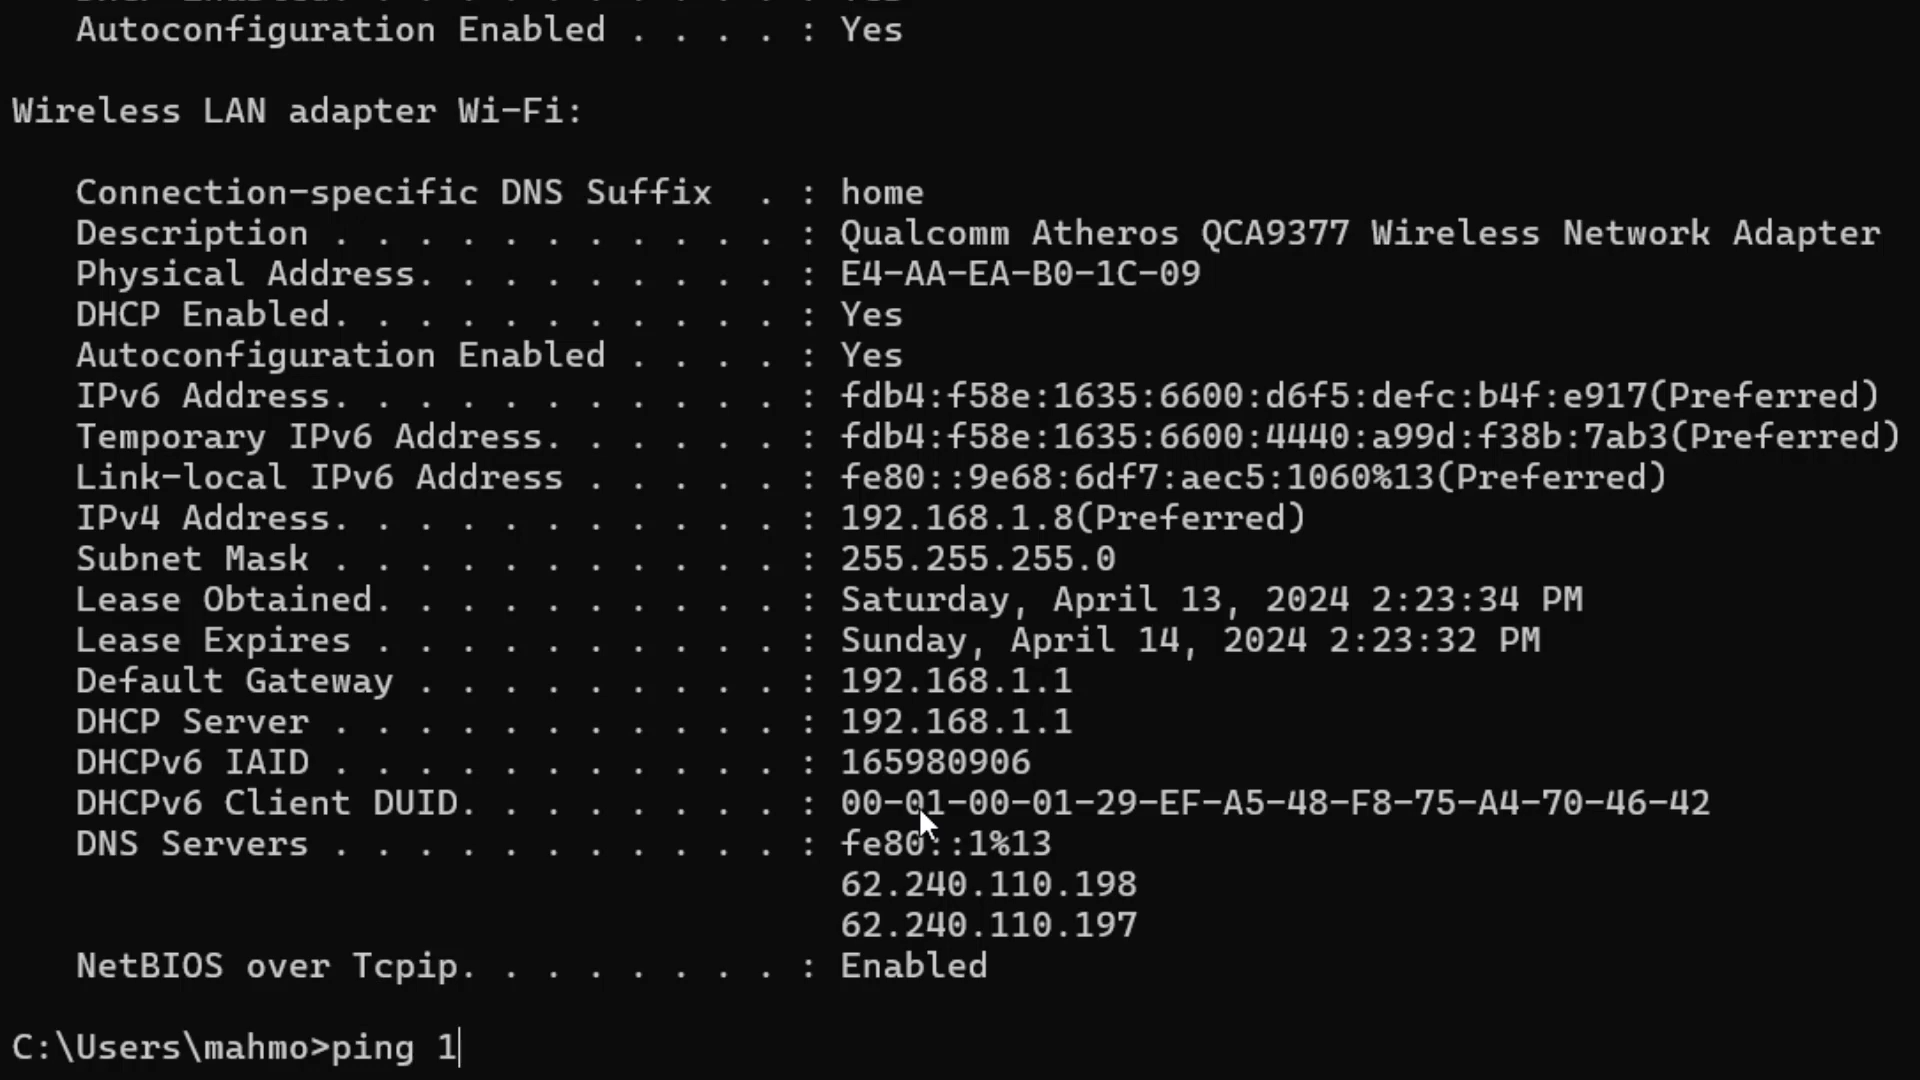 DHCP Enabled. . . . . . . . . . . : Yes
Autoconfiguration Enabled . . . . : Yes
Wireless LAN adapter Wi-Fi:
Connection-specific DNS Suffix  . : home
Description . . . . . . . . . . . : Qualcomm Atheros QCA9377 Wireless Network Adapter
Physical Address. . . . . . . . . : E4-AA-EA-B0-1C-09
DHCP Enabled. . . . . . . . . . . : Yes
Autoconfiguration Enabled . . . . : Yes
IPv6 Address. . . . . . . . . . . : fdb4:f58e:1635:6600:d6f5:defc:b4f:e917(Preferred)
Temporary IPv6 Address. . . . . . : fdb4:f58e:1635:6600:4440:a99d:f38b:7ab3(Preferred)
Link-local IPv6 Address . . . . . : fe80::9e68:6df7:aec5:1060%13(Preferred)
IPv4 Address. . . . . . . . . . . : 192.168.1.8(Preferred)
Subnet Mask . . . . . . . . . . . : 255.255.255.0
Lease Obtained. . . . . . . . . . : Saturday, April 13, 2024 2:23:34 PM
Lease Expires . . . . . . . . . . : Sunday, April 14, 2024 2:23:32 PM
Default Gateway . . . . . . . . . : 192.168.1.1
DHCP Server . . . . . . . . . . . : 192.168.1.1
DHCPv6 IAID . . . . . . . . . . . : 165980906
DHCPv6 Client DUID. . . . . . . . : 00-01-00-01-29-EF-A5-48-F8-75-A4-70-46-42
DNS Servers . . . . . . . . . . . : fe80::1%13
62.240.110.198
62.240.110.197
NetBIOS over Tcpip. . . . . . . . : Enabled
C:\Users\mahmo>ping 1